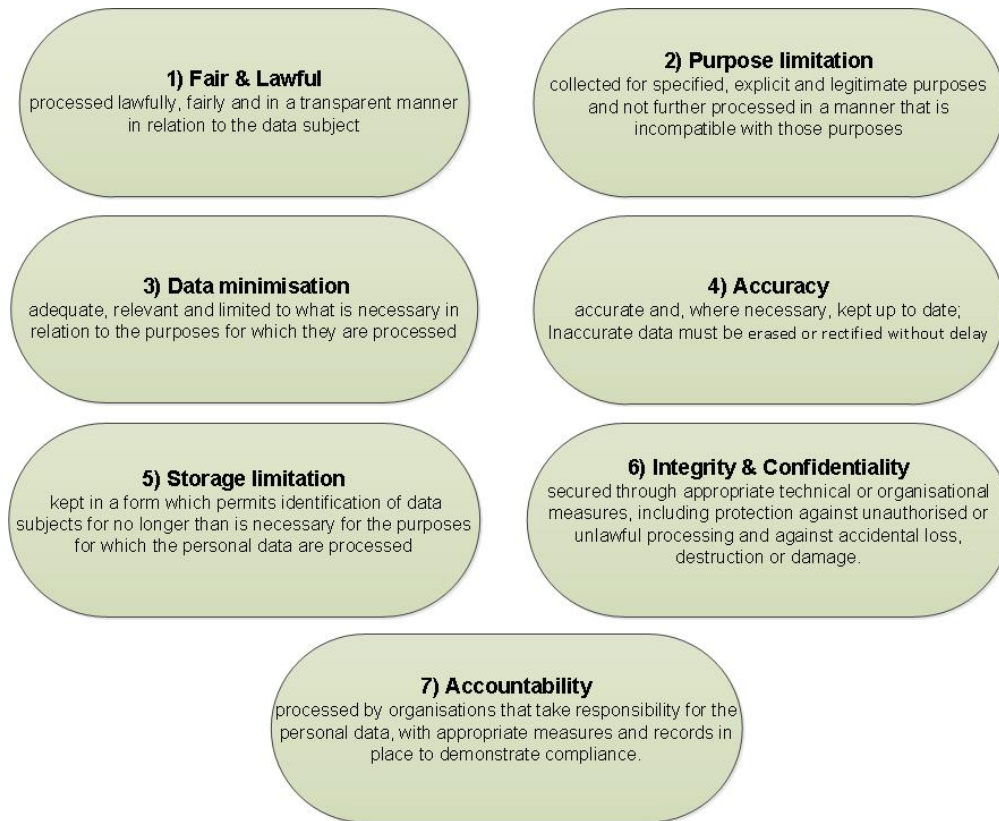 1) Fair & Lawful
processed lawfully, fairly and in a transparent manner
in relation to the data subject
2) Purpose limitation
collected for specified, explicit and legitimate purposes
and not further processed in a manner that is
incompatible with those purposes
3) Data minimisation
adequate, relevant and limited to what is necessary in
relation to the purposes for which they are processed
4) Accuracy
accurate and, where necessary, kept up to date;
Inaccurate data must be erased or rectified without delay
5) Storage limitation
kept in a form which permits identification of data
subjects for no longer than is necessary for the purposes
for which the personal data are processed
6) Integrity & Confidentiality
secured through appropriate technical or organisational
measures, including protection against unauthorised or
unlawful processing and against accidental loss,
destruction or damage.
7) Accountability
processed by organisations that take responsibility for the
personal data, with appropriate measures and records in
place to demonstrate compliance.